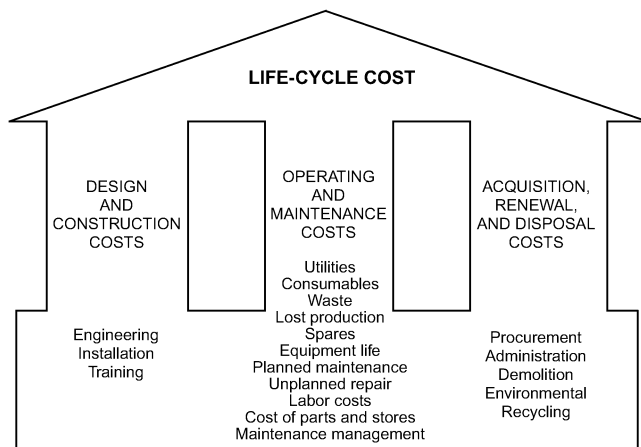 LIFE-CYCLE COST
DESIGN
AND
CONSTRUCTION
COSTS
Engineering
Installation
Training
OPERATING
AND
MAINTENANCE
COSTS
Utilities
Consumables
Waste
Lost production
Spares
Equipment life
Planned maintenance
Unplanned repair
Labor costs
Cost of parts and stores
Maintenance management
ACQUISITION,
RENEWAL,
AND DISPOSAL
COSTS
Procurement
Administration
Demolition
Environmental
Recycling